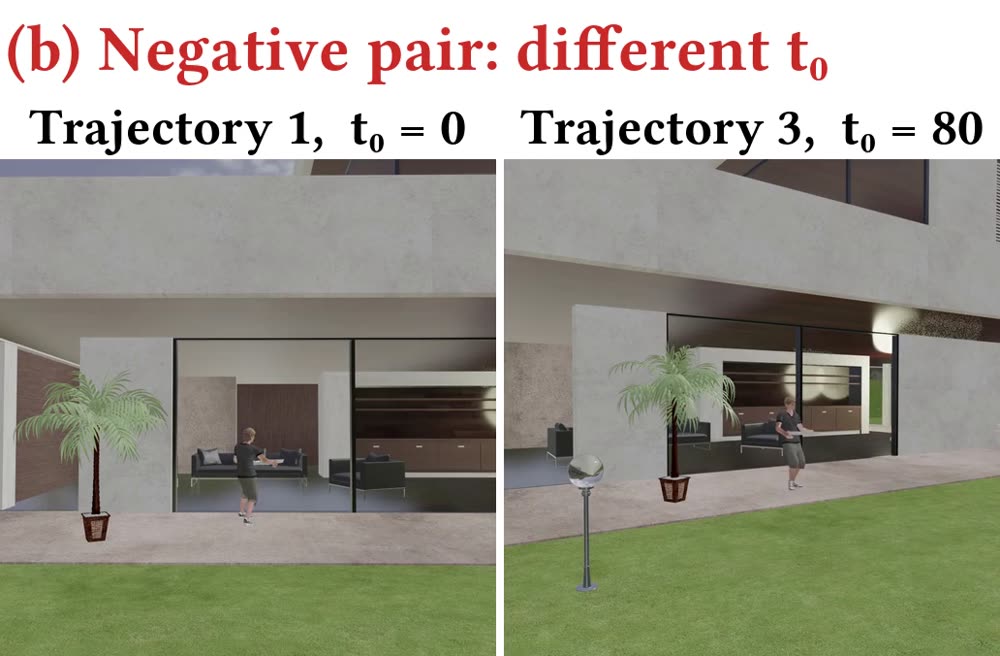 (b) Negative pair: different t₀
Trajectory 1, t₀ = 0
Trajectory 3, t₀ = 80